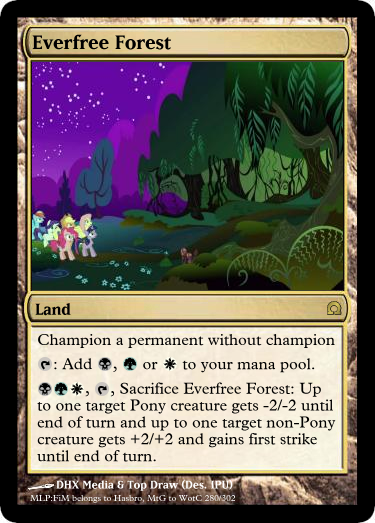 Everfree Forest
Land
Champion a permanent without champion
: Add , or to your mana pool.
, , Sacrifice Everfree Forest: Up
to one target Pony creature gets -2/-2 until
end of turn and up to one target non-Pony
creature gets +2/+2 and gains first strike
until end of turn.
DHX Media & Top Draw (Des. IPU)
MLP:FiM belongs to Hasbro, MtG to WotC 280/302